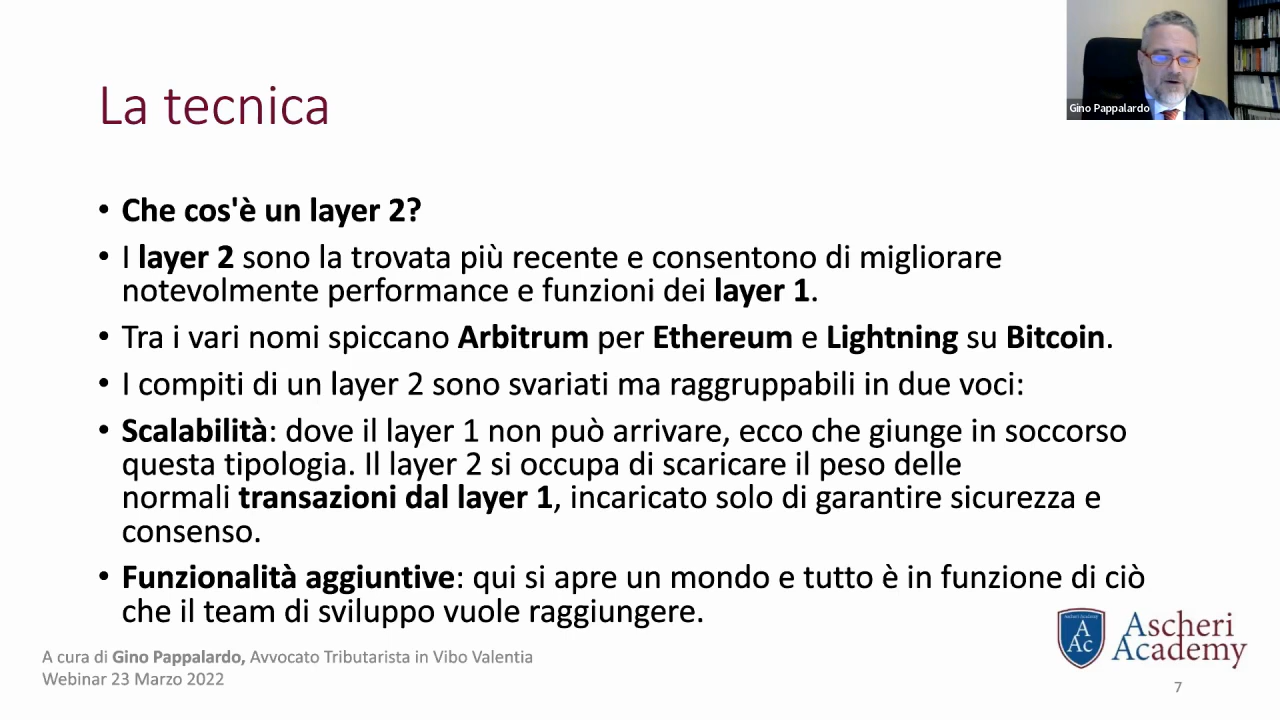 La tecnica
Gino Pappalardo
• Che cos'è un layer 2?
• I layer 2 sono la trovata più recente e consentono di migliorare
notevolmente performance e funzioni dei layer 1.
• Tra i vari nomi spiccano Arbitrum per Ethereum e Lightning su Bitcoin.
• I compiti di un layer 2 sono svariati ma raggruppabili in due voci:
• Scalabilità: dove il layer 1 non può arrivare, ecco che giunge in soccorso
questa tipologia. Il layer 2 si occupa di scaricare il peso delle
normali transazioni dal layer 1, incaricato solo di garantire sicurezza e
consenso.
• Funzionalità aggiuntive: qui si apre un mondo e tutto è in funzione di ciò
che il team di sviluppo vuole raggiungere.
A cura di Gino Pappalardo, Avvocato Tributarista in Vibo Valentia
Webinar 23 Marzo 2022
A
Ac
Ascheri
Academy
7